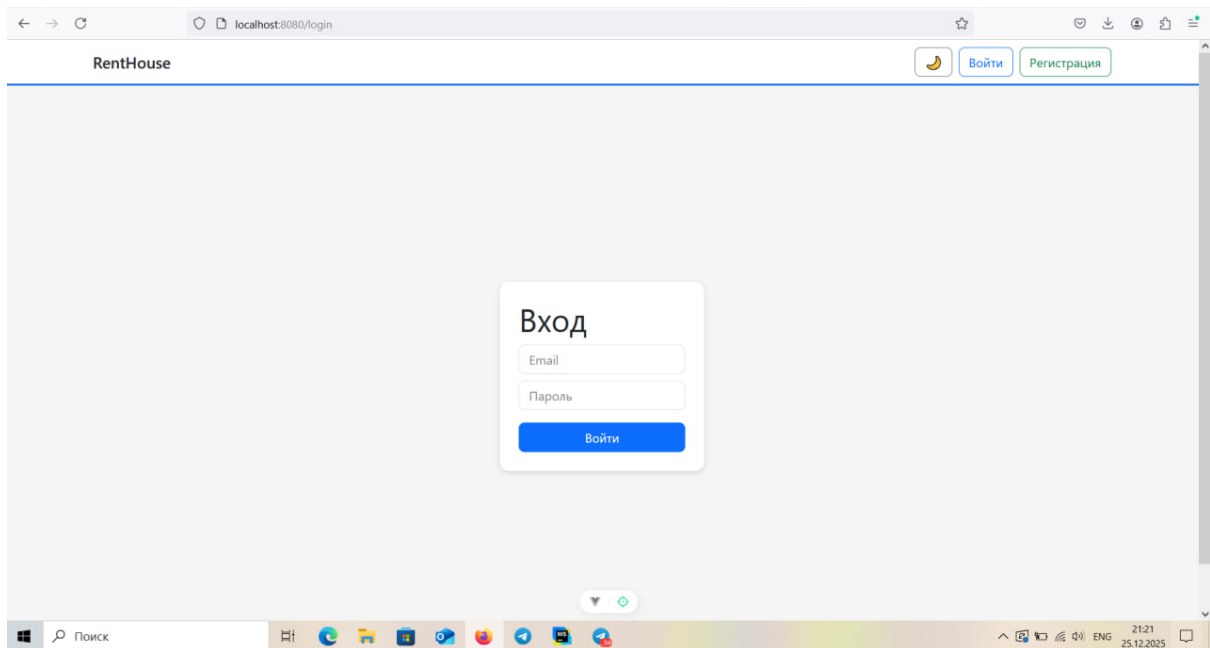 localhost:8080/login
RentHouse
Войти
Регистрация
Вход
Email
Пароль
Войти
Поиск
ENG
21:21
25.12.2025